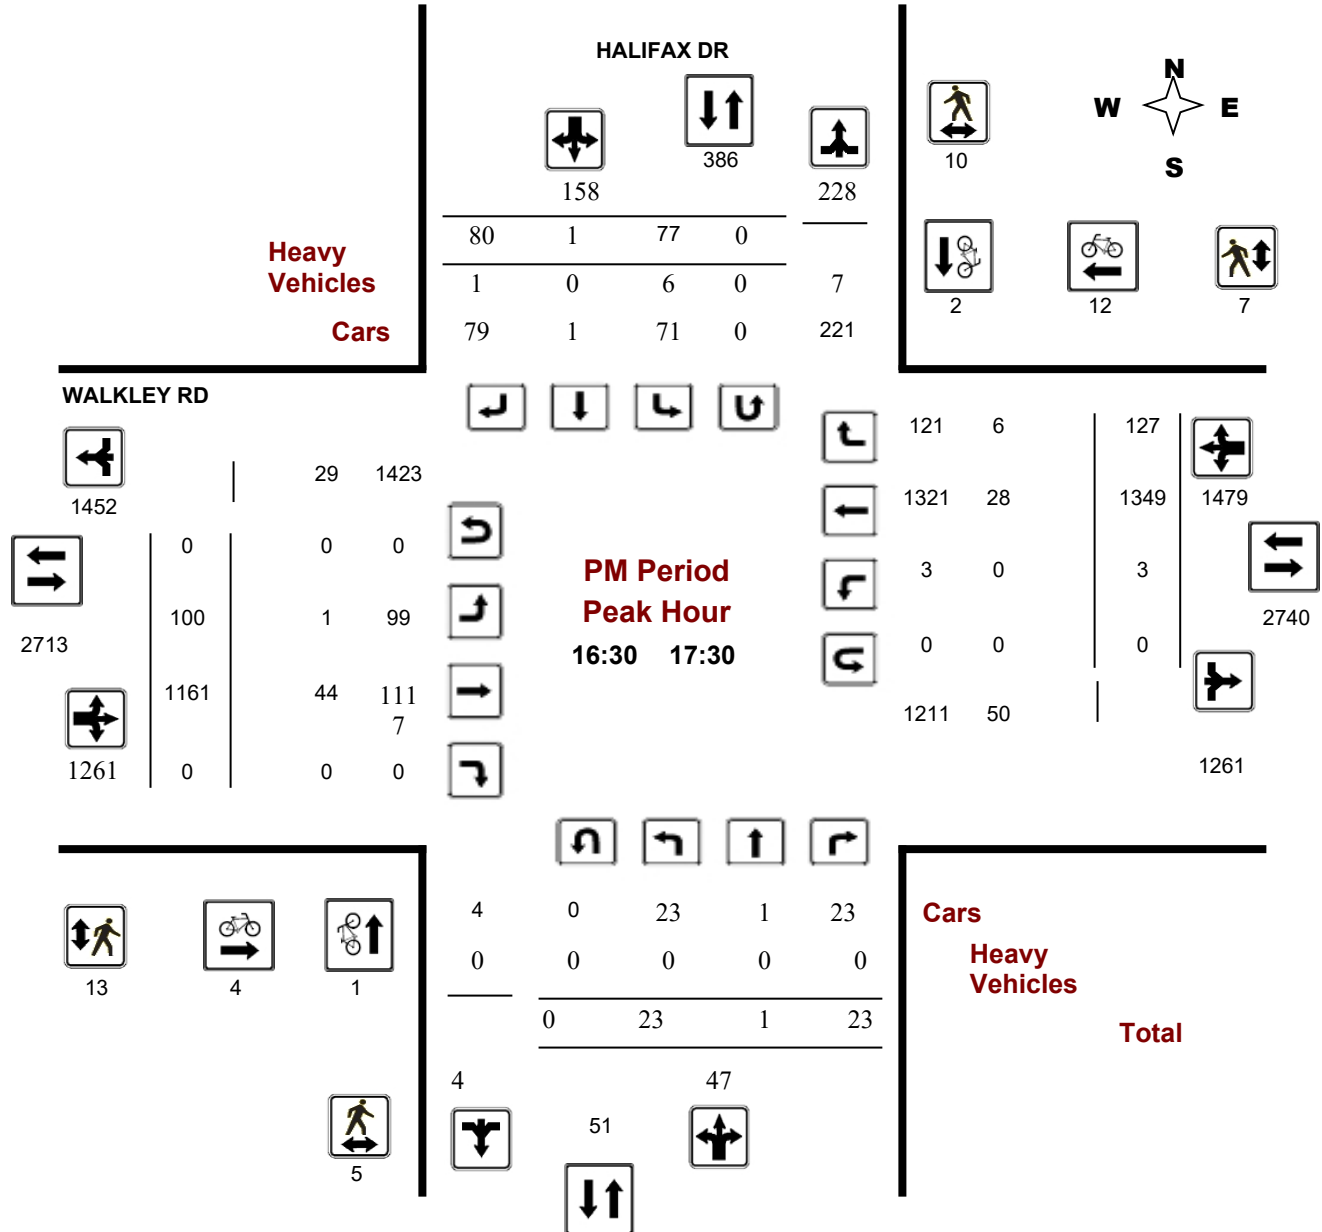 HALIFAX DR
N
W E
S
386
10
158
228
80 1 77 0
Heavy
Vehicles
1 0 6 0 7
2 12 7
Cars
79 1 71 0 221
WALKLEY RD
121 6 127
29 1423
1452
1321 28 1349 1479
0 0 0
PM Period
3 0 3
Peak Hour
100 1 99
2740
2713
16:30 17:30
0 0 0
1161 44 111
7
1211 50
1261 0 0 0
1261
4 0 23 1 23
Cars
0 0 0 0 0
Heavy
Vehicles
13 4 1
0 23 1 23
Total
4 47
51
5